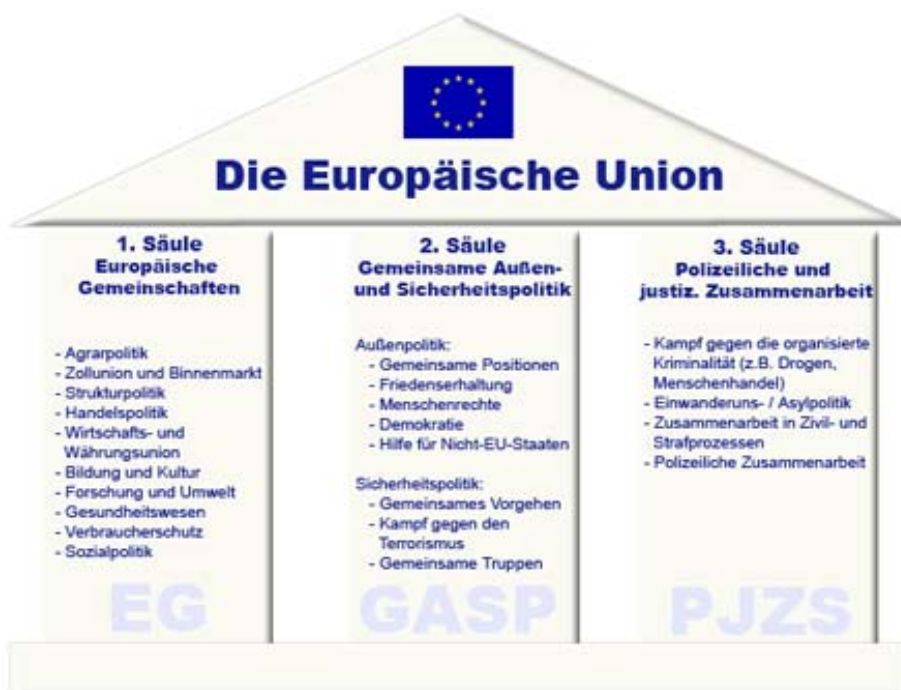 Die Europäische Union
1. Säule
Europäische
Gemeinschaften
- Agrarpolitik
- Zollunion und Binnenmarkt
- Strukturpolitik
- Handelspolitik
- Wirtschafts- und
Währungsunion
- Bildung und Kultur
- Forschung und Umwelt
- Gesundheitswesen
- Verbraucherschutz
- Sozialpolitik
EG
2. Säule
Gemeinsame Außen-
und Sicherheitspolitik
Außenpolitik:
- Gemeinsame Positionen
- Friedenserhaltung
- Menschenrechte
- Demokratie
- Hilfe für Nicht-EU-Staaten
Sicherheitspolitik:
- Gemeinsames Vorgehen
- Kampf gegen den
Terrorismus
- Gemeinsame Truppen
GASP
3. Säule
Polizeiliche und
justiz. Zusammenarbeit
- Kampf gegen die organisierte
Kriminalität (z.B. Drogen,
Menschenhandel)
- Einwanderuns- / Asylpolitik
- Zusammenarbeit in Zivil- und
Strafprozessen
- Polizeiliche Zusammenarbeit
PJZS